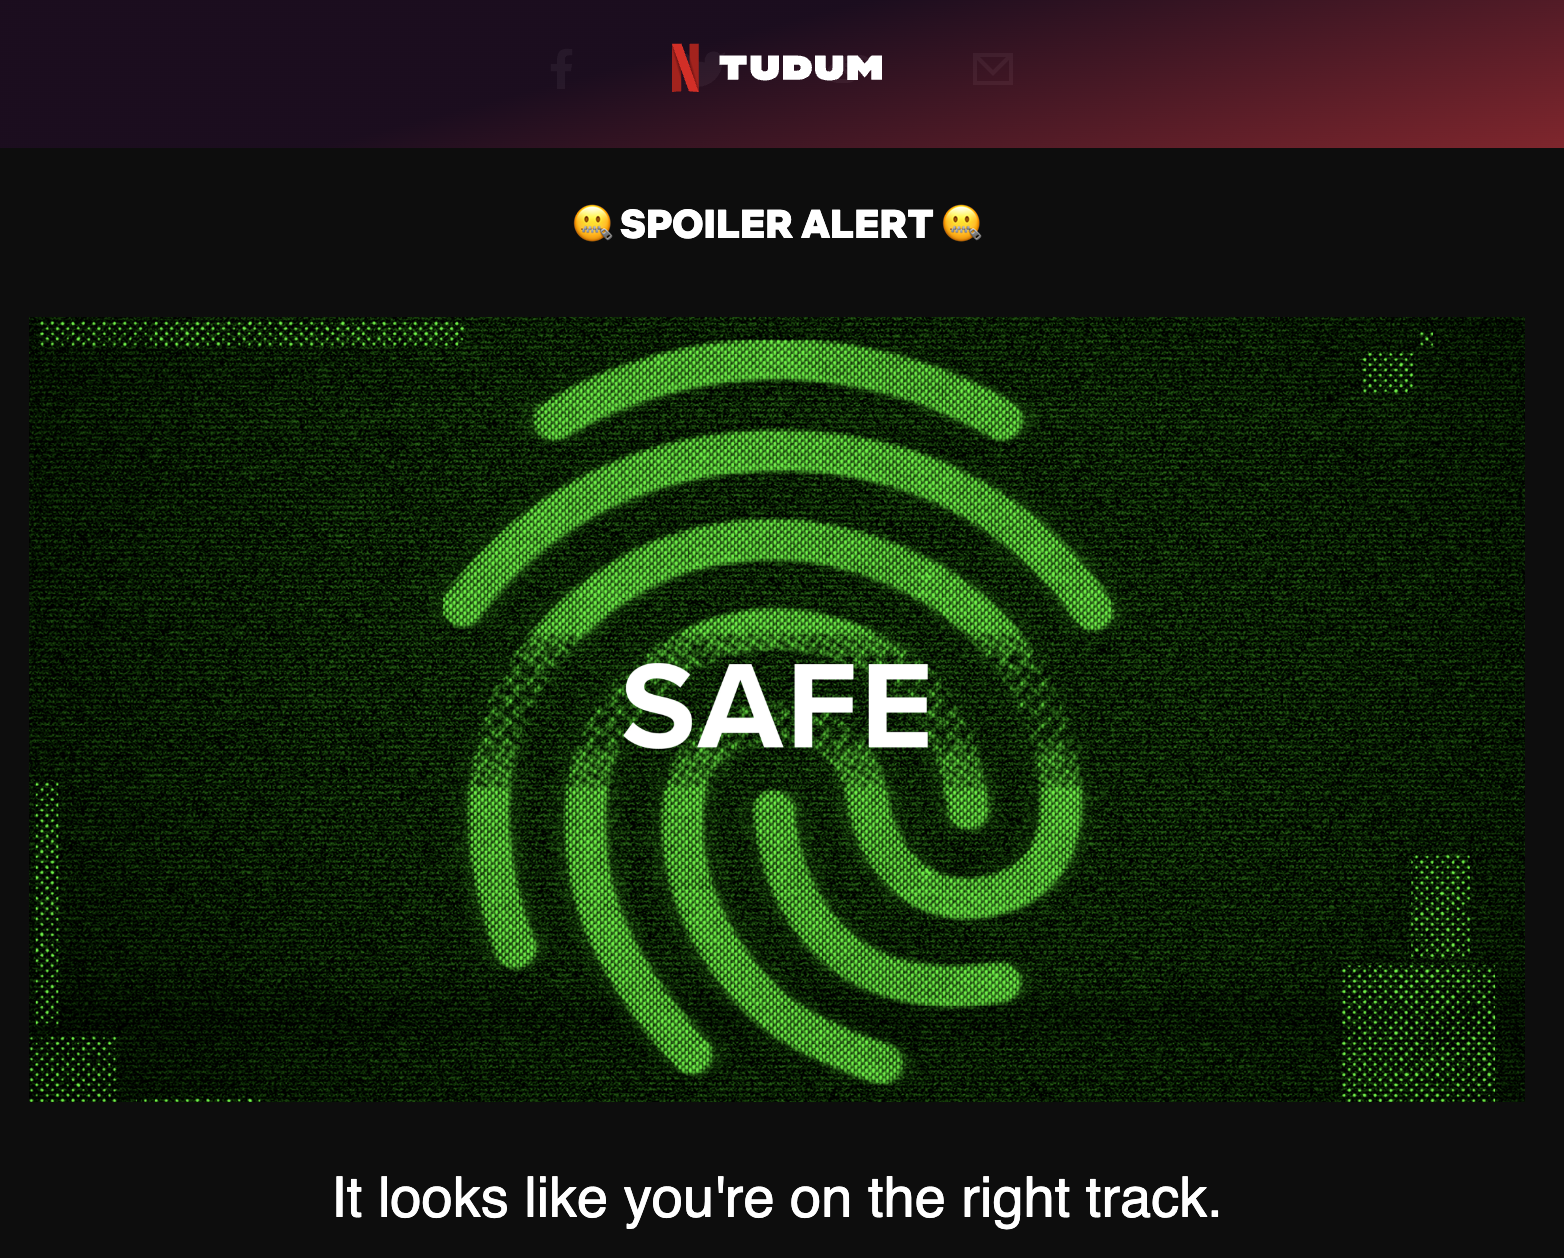 TUDUM
🤐 SPOILER ALERT 🤐
SAFE
It looks like you're on the right track.